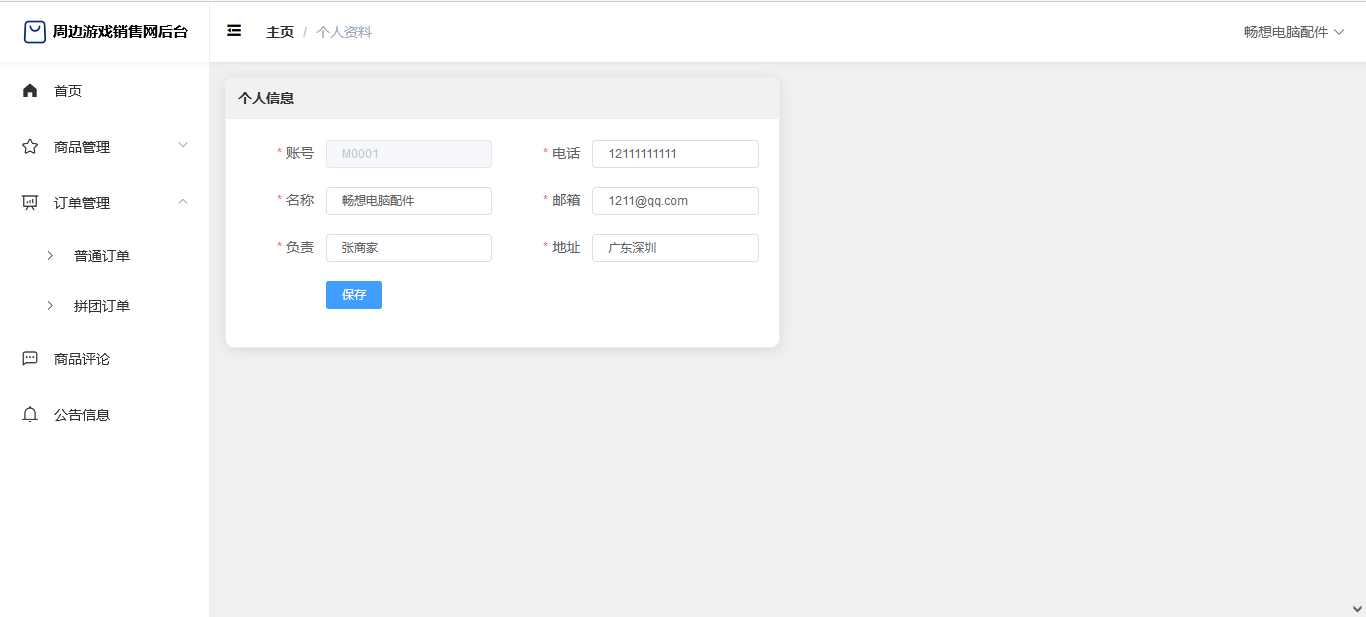 周边游戏销售网后台
主页 / 个人资料
畅想电脑配件
首页
商品管理
订单管理
普通订单
拼团订单
商品评论
公告信息
个人信息
* 账号 M0001
* 电话 12111111111
* 名称 畅想电脑配件
* 邮箱 1211@qq.com
* 负责 张商家
* 地址 广东深圳
保存